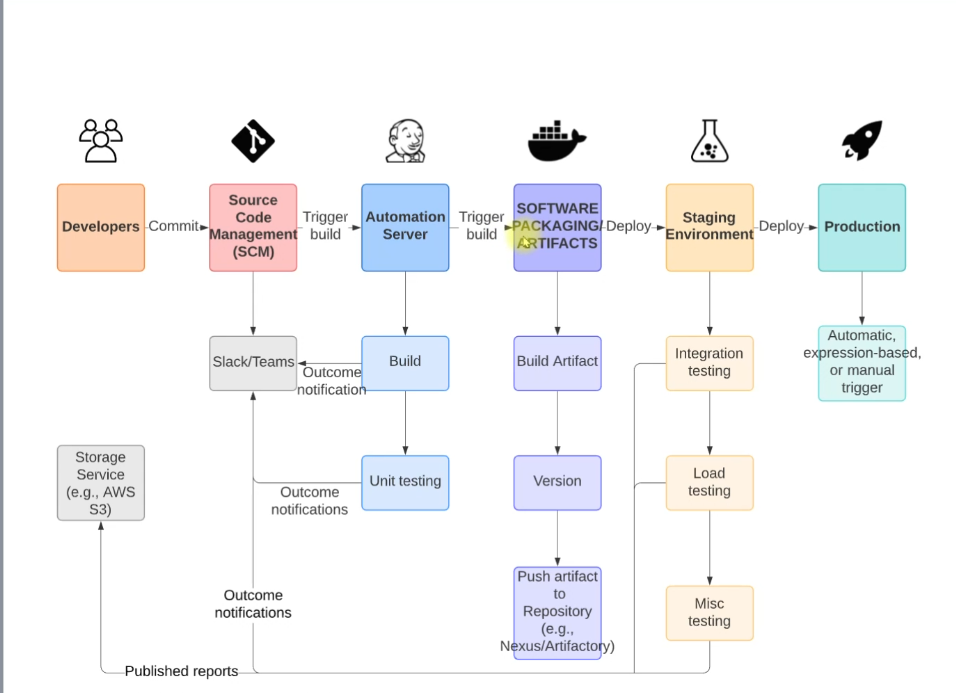 Developers
Commit
Source
Code
Management
(SCM)
Trigger
build
Automation
Server
Trigger
build
SOFTWARE
PACKAGING/
ARTIFACTS
Deploy
Staging
Environment
Deploy
Production
Slack/Teams
Outcome
notification
Build
Build Artifact
Integration
testing
Automatic,
expression-based,
or manual
trigger
Storage
Service
(e.g., AWS
S3)
Outcome
notifications
Unit testing
Version
Load
testing
Outcome
notifications
Push artifact
to
Repository
(e.g.,
Nexus/Artifactory)
Misc
testing
Published reports